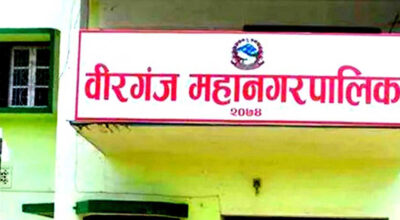 वीरगंज महानगरपालिक
२०७४